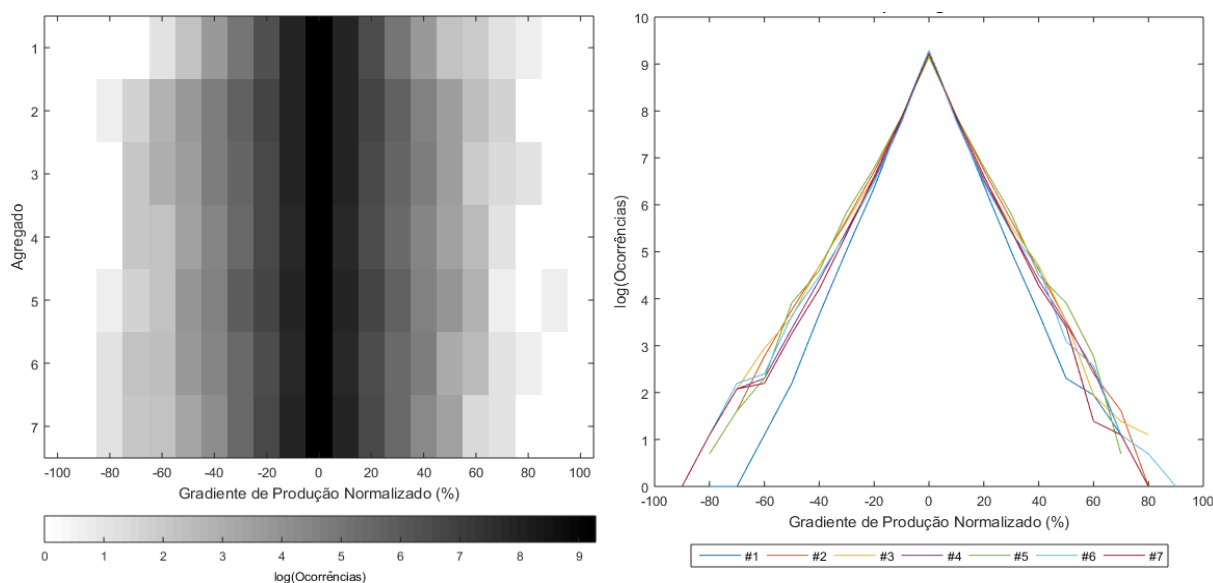 Agregado
1
2
3
4
5
6
7
-100 -80 -60 -40 -20 0 20 40 60 80 100
Gradiente de Produção Normalizado (%)
0 1 2 3 4 5 6 7 8 9
log(Ocorrências)
log(Ocorrências)
10
9
8
7
6
5
4
3
2
1
0
-100 -80 -60 -40 -20 0 20 40 60 80 100
Gradiente de Produção Normalizado (%)
#1 #2 #3 #4 #5 #6 #7